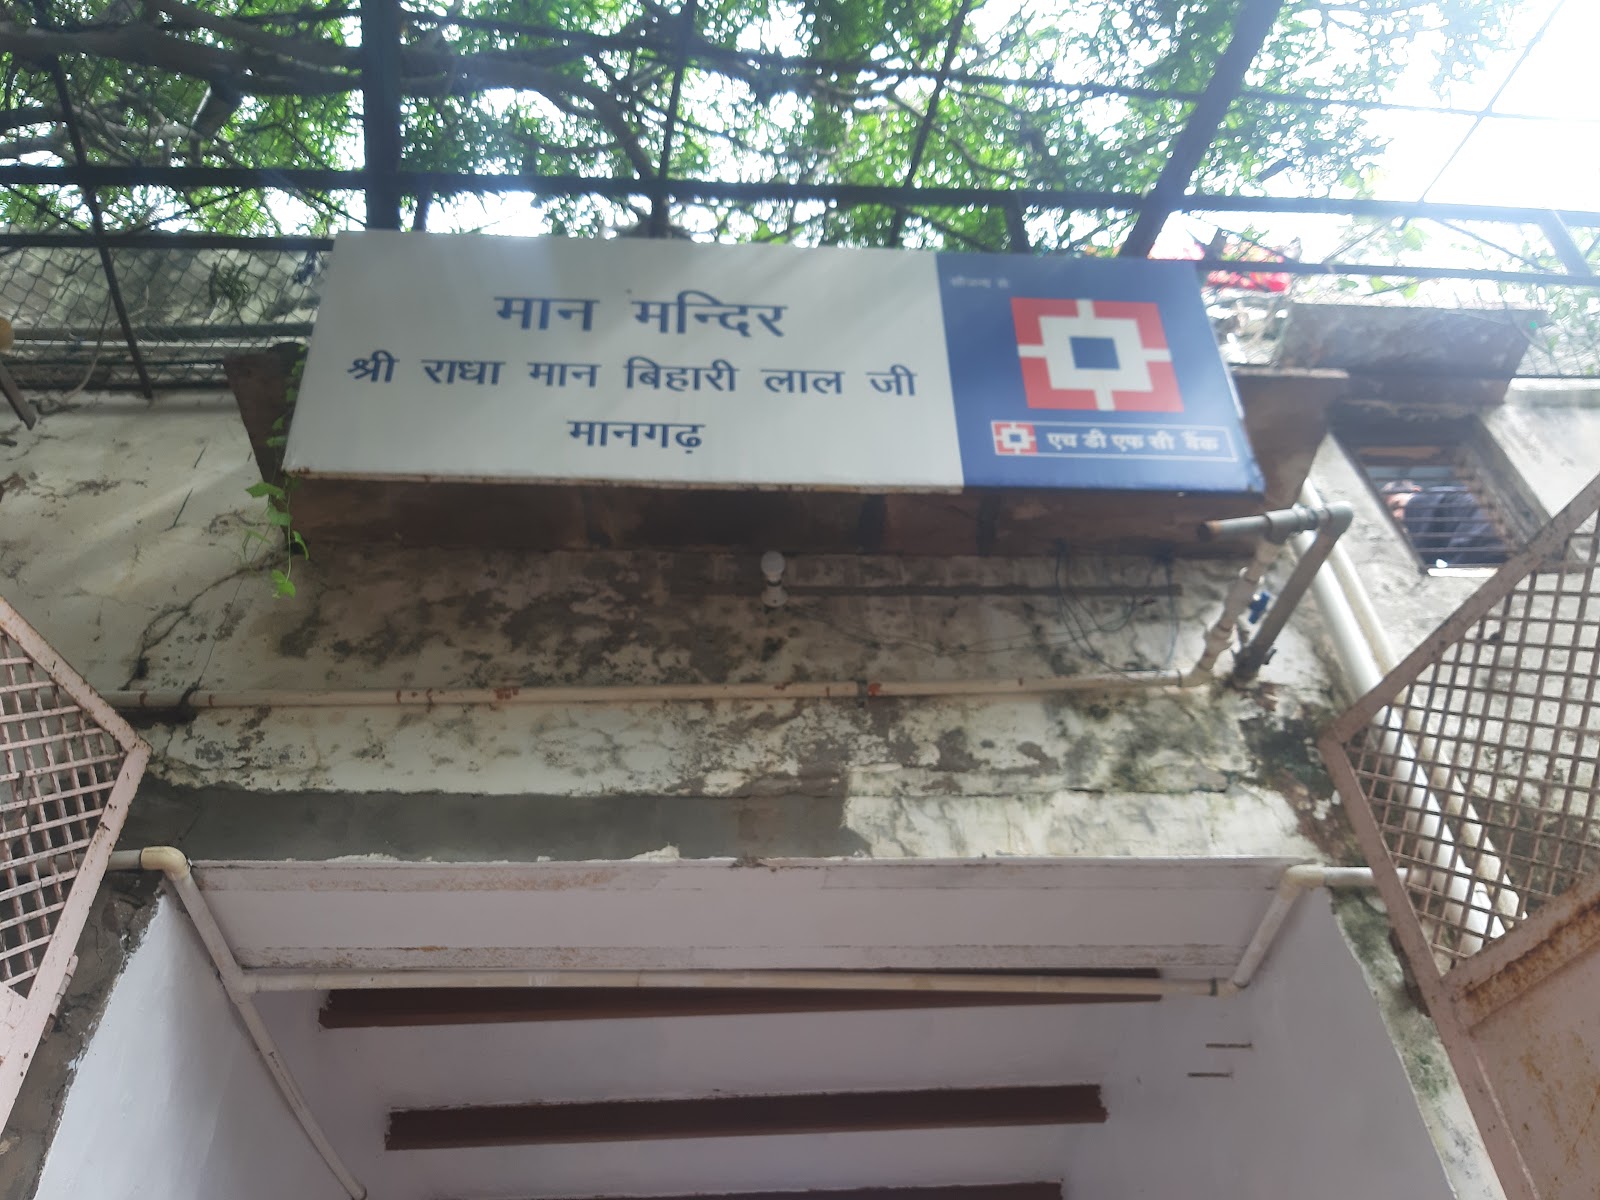 मान मन्दिर
श्री राधा मान बिहारी लाल जी
मानगढ़
सौजन्य से
एच डी एफ सी बैंक